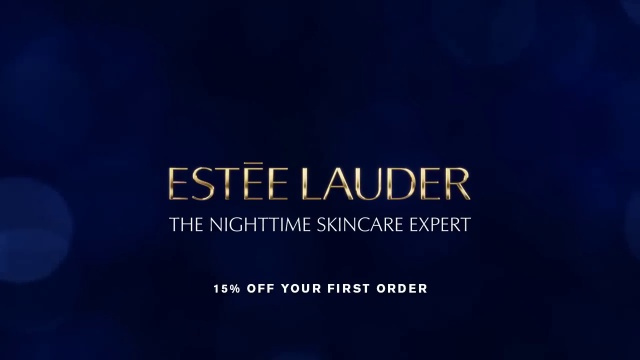 ESTĒE LAUDER
THE NIGHTTIME SKINCARE EXPERT
15% OFF YOUR FIRST ORDER